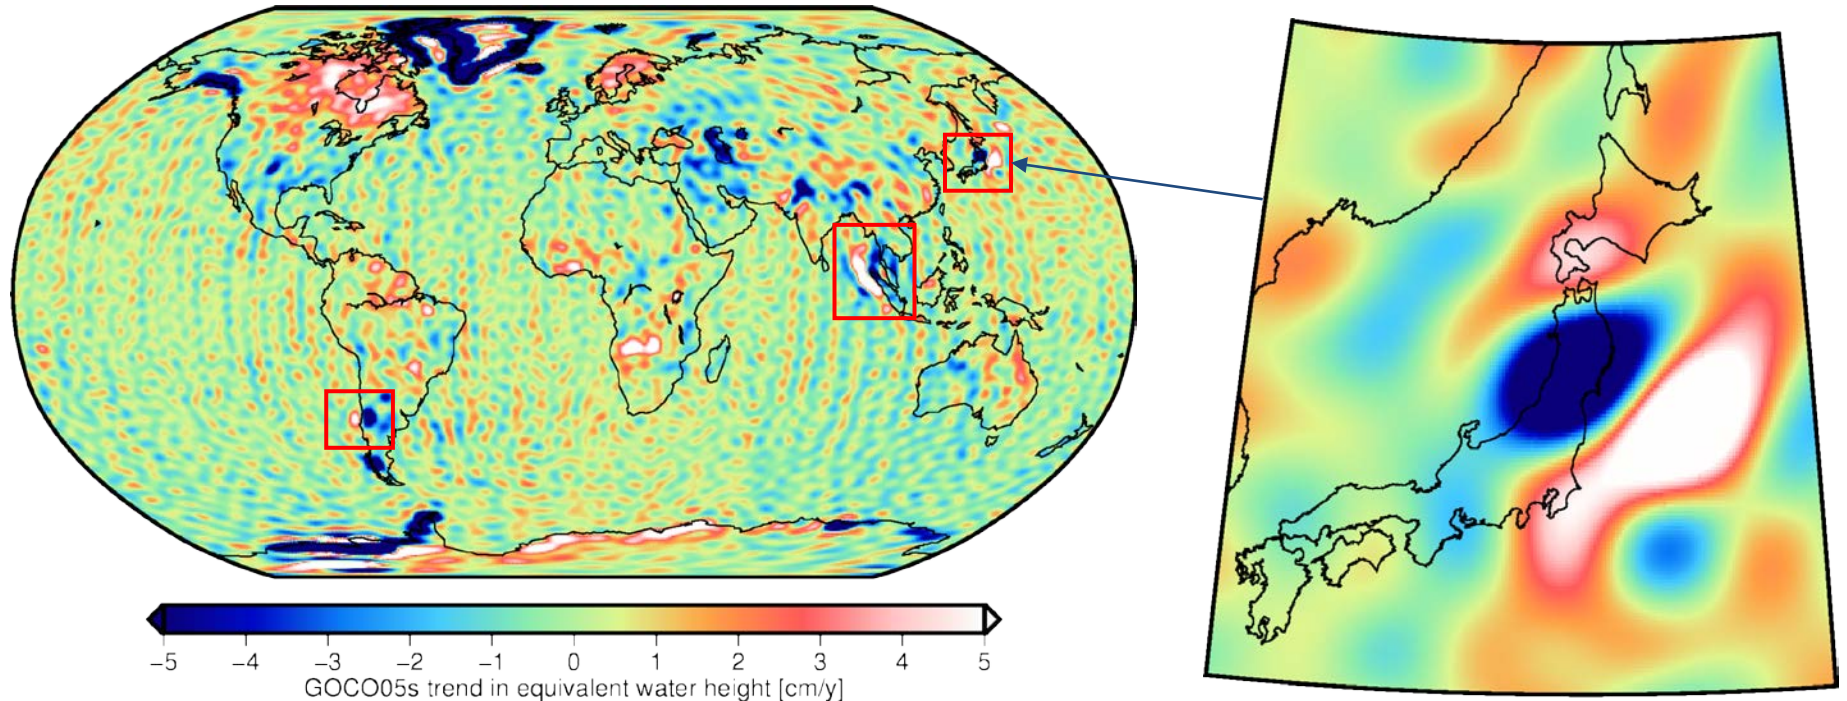 −5 −4 −3 −2 −1 0 1 2 3 4 5
GOCO05s trend in equivalent water height [cm/y]